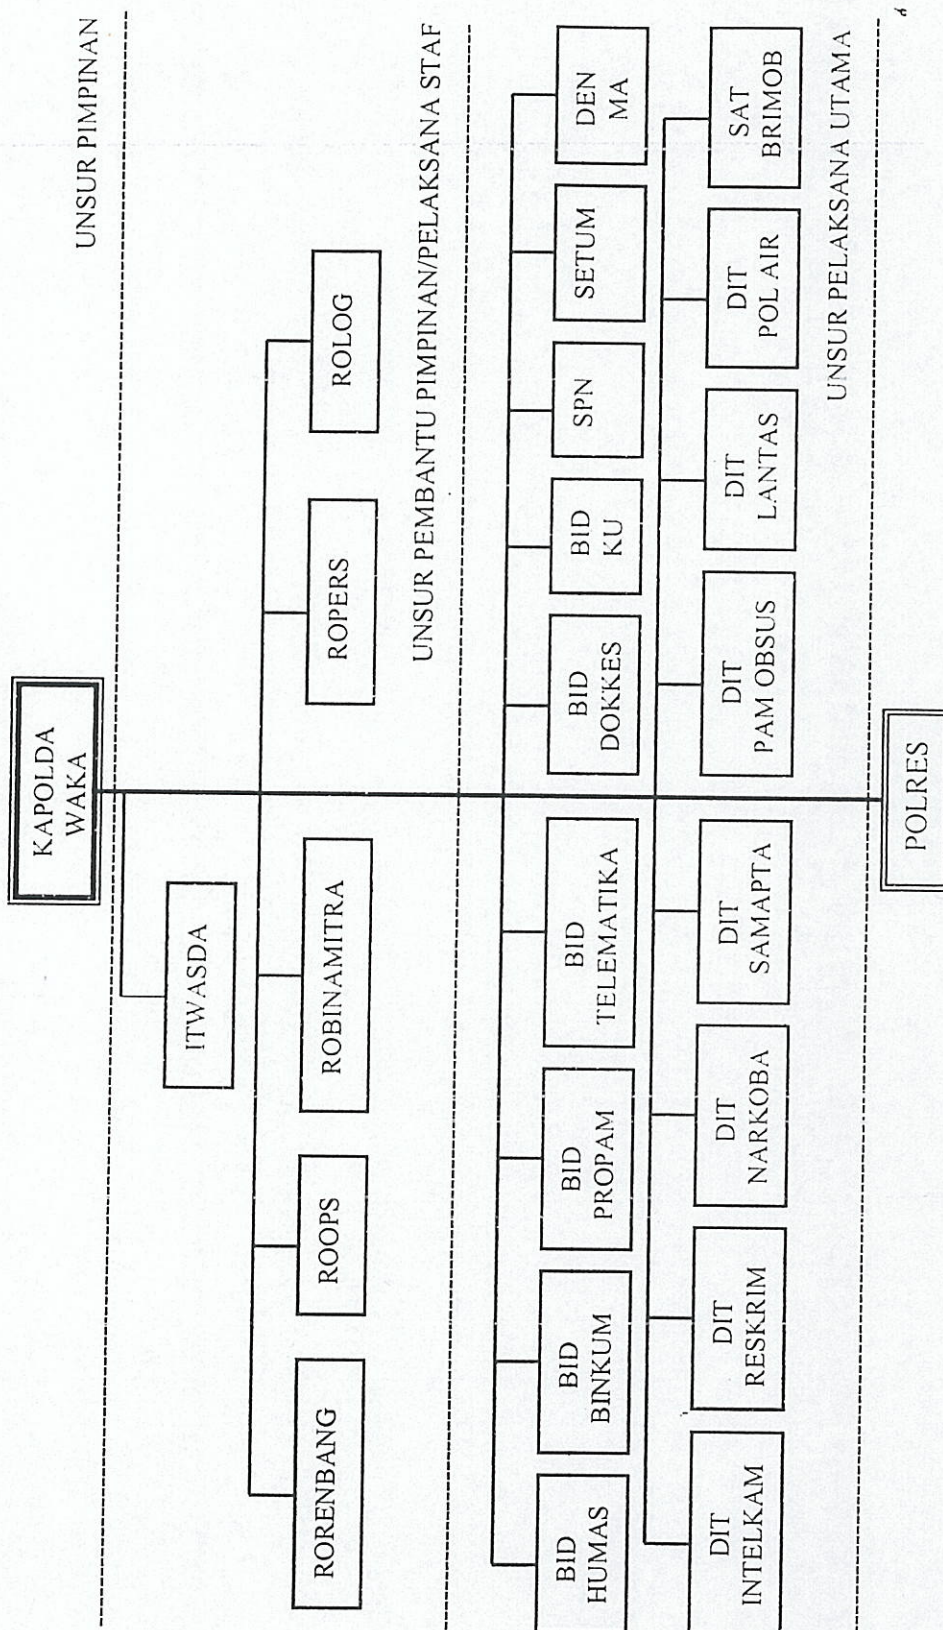 KAPOLDA
WAKA
UNSUR PIMPINAN
ITWASDA
RORENBANG
ROOPS
ROBINAMITRA
ROPERS
ROLOG
UNSUR PEMBANTU PIMPINAN/PELAKSANA STAF
BID
HUMAS
BID
BINKUM
BID
PROPAM
BID
TELEMATIKA
BID
DOKKES
BID
KU
SPN
SETUM
DEN
MA
DIT
INTELKAM
DIT
RESKRIM
DIT
NARKOBA
DIT
SAMAPTA
DIT
PAM OBSUS
DIT
LANTAS
DIT
POL AIR
SAT
BRIMOB
UNSUR PELAKSANA UTAMA
POLRES